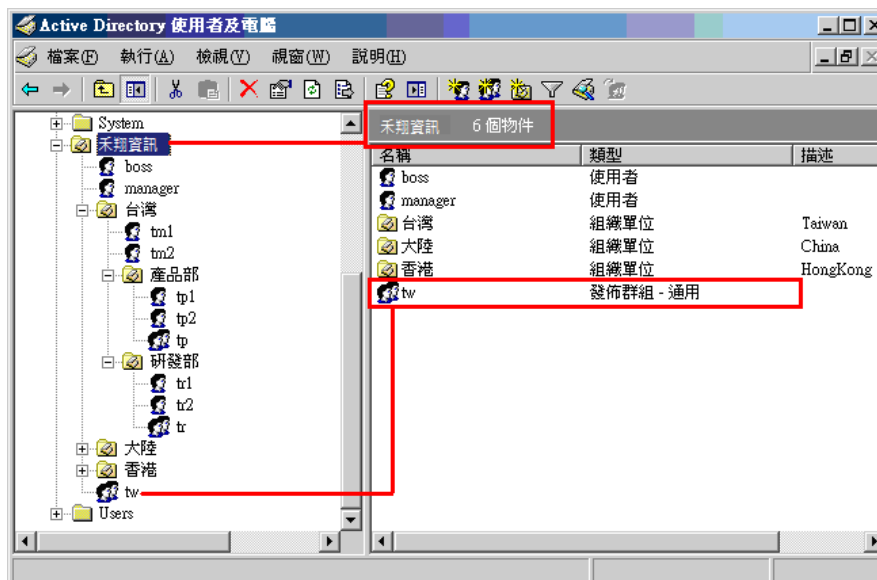 Active Directory 使用者及電腦
檔案(F) 執行(A) 檢視(V) 視窗(W) 說明(H)
System
禾翔資訊
boss
manager
台灣
tm1
tm2
產品部
tp1
tp2
tp
研發部
tr1
tr2
tr
大陸
香港
tw
Users
禾翔資訊 6 個物件
名稱 類型 描述
boss 使用者
manager 使用者
台灣 組織單位 Taiwan
大陸 組織單位 China
香港 組織單位 HongKong
tw 發佈群組 - 通用